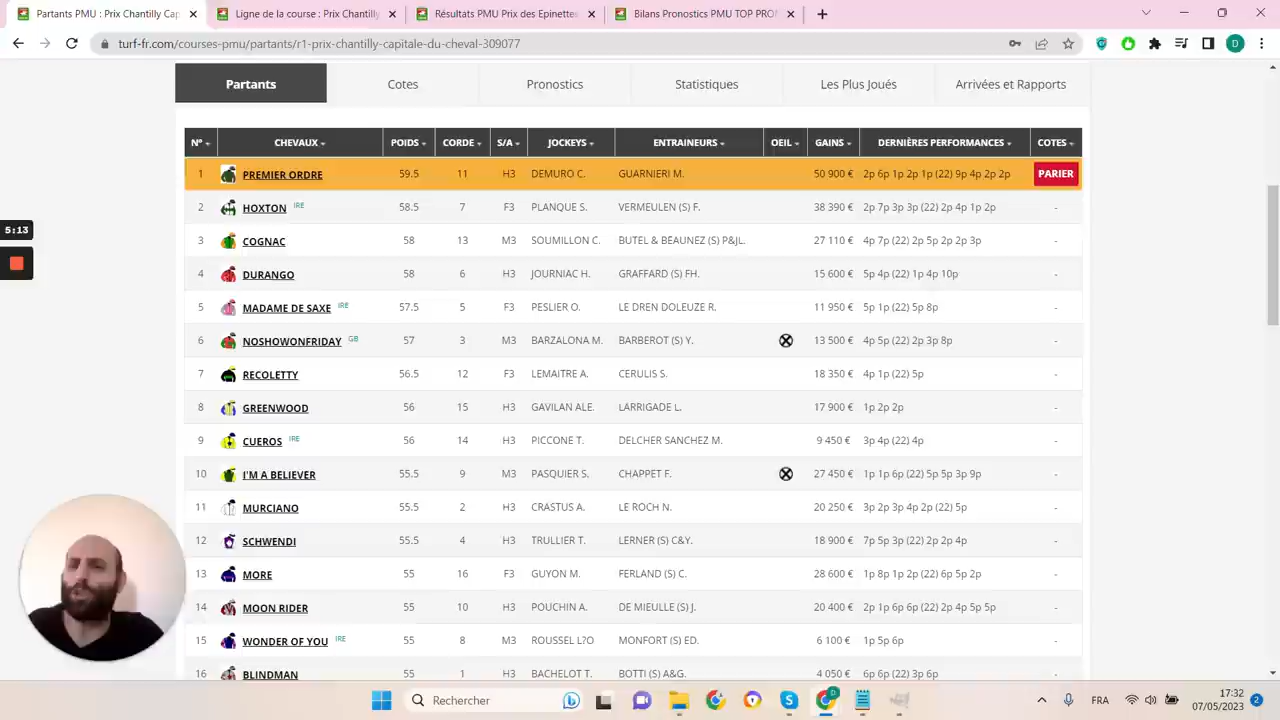 Partants PMU : Prix Chantilly Ca
Ligne de la course : Prix Chantilly
Résultats PMU Prix des Epinettes
Bilans Pronostics PMU TOP PRO
turf-fr.com/courses-pmu/partants/r1-prix-chantilly-capitale-du-cheval-309077
Partants Cotes Pronostics Statistiques Les Plus Joués Arrivées et Rapports
N° CHEVAUX POIDS CORDE S/A JOCKEYS ENTRAINEURS OEIL GAINS DERNIÈRES PERFORMANCES COTES
1 PREMIER ORDRE 59.5 11 H3 DEMURO C. GUARNIERI M. 50 900 € 2p 6p 1p 2p 1p (22) 9p 4p 2p 2p PARIER
2 HOXTON IRE 58.5 7 F3 PLANQUE S. VERMEULEN (S) F. 38 390 € 2p 7p 3p 3p (22) 2p 4p 1p 2p -
5:13
3 COGNAC 58 13 M3 SOUMILLON C. BUTEL & BEAUNEZ (S) P&JL. 27 110 € 4p 7p (22) 2p 5p 2p 2p 3p -
4 DURANGO 58 6 H3 JOURNIAC H. GRAFFARD (S) FH. 15 600 € 5p 4p (22) 1p 4p 10p -
5 MADAME DE SAXE IRE 57.5 5 F3 PESLIER O. LE DREN DOLEUZE R. 11 950 € 5p 1p (22) 5p 8p -
6 NOSHOWONFRIDAY GB 57 3 M3 BARZALONA M. BARBEROT (S) Y. 13 500 € 4p 5p (22) 2p 3p 8p -
7 RECOLETTY 56.5 12 F3 LEMAITRE A. CERULIS S. 18 350 € 4p 1p (22) 5p -
8 GREENWOOD 56 15 H3 GAVILAN ALE. LARRIGADE L. 17 900 € 1p 2p 2p -
9 CUEROS IRE 56 14 H3 PICCONE T. DELCHER SANCHEZ M. 9 450 € 3p 4p (22) 4p -
10 I'M A BELIEVER 55.5 9 M3 PASQUIER S. CHAPPET F. 27 450 € 1p 1p 6p (22) 5p 5p 3p 9p -
11 MURCIANO 55.5 2 H3 CRASTUS A. LE ROCH N. 20 250 € 3p 2p 3p 4p 2p (22) 5p -
12 SCHWENDI 55.5 4 H3 TRULLIER T. LERNER (S) C&Y. 18 900 € 7p 5p 3p (22) 2p 2p 4p -
13 MORE 55 16 F3 GUYON M. FERLAND (S) C. 28 600 € 1p 8p 1p 2p (22) 6p 5p 2p -
14 MOON RIDER 55 10 H3 POUCHIN A. DE MIEULLE (S) J. 20 400 € 2p 1p 6p 6p (22) 2p 4p 5p 5p -
15 WONDER OF YOU IRE 55 8 M3 ROUSSEL L?O MONFORT (S) ED. 6 100 € 1p 5p 6p -
16 BLINDMAN 55 1 H3 BACHELOT T. BOTTI (S) A&G. 4 050 € 6p 6p (22) 3p 6p -
Rechercher
FRA
17:32
07/05/2023
2